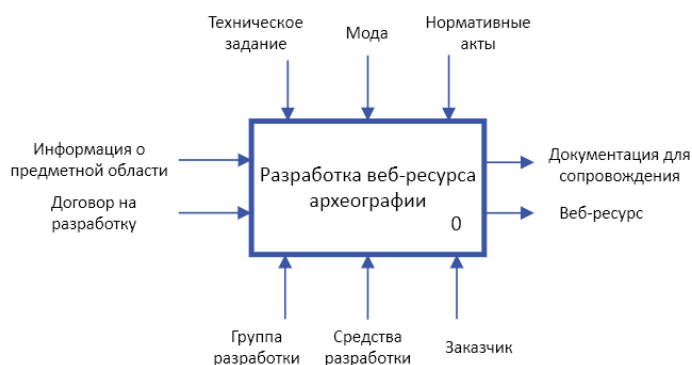 Техническое
задание
Мода
Нормативные
акты
Информация о
предметной области
Договор на
разработку
Разработка веб-ресурса
археографии
0
Документация для
сопровождения
Веб-ресурс
Группа
разработки
Средства
разработки
Заказчик